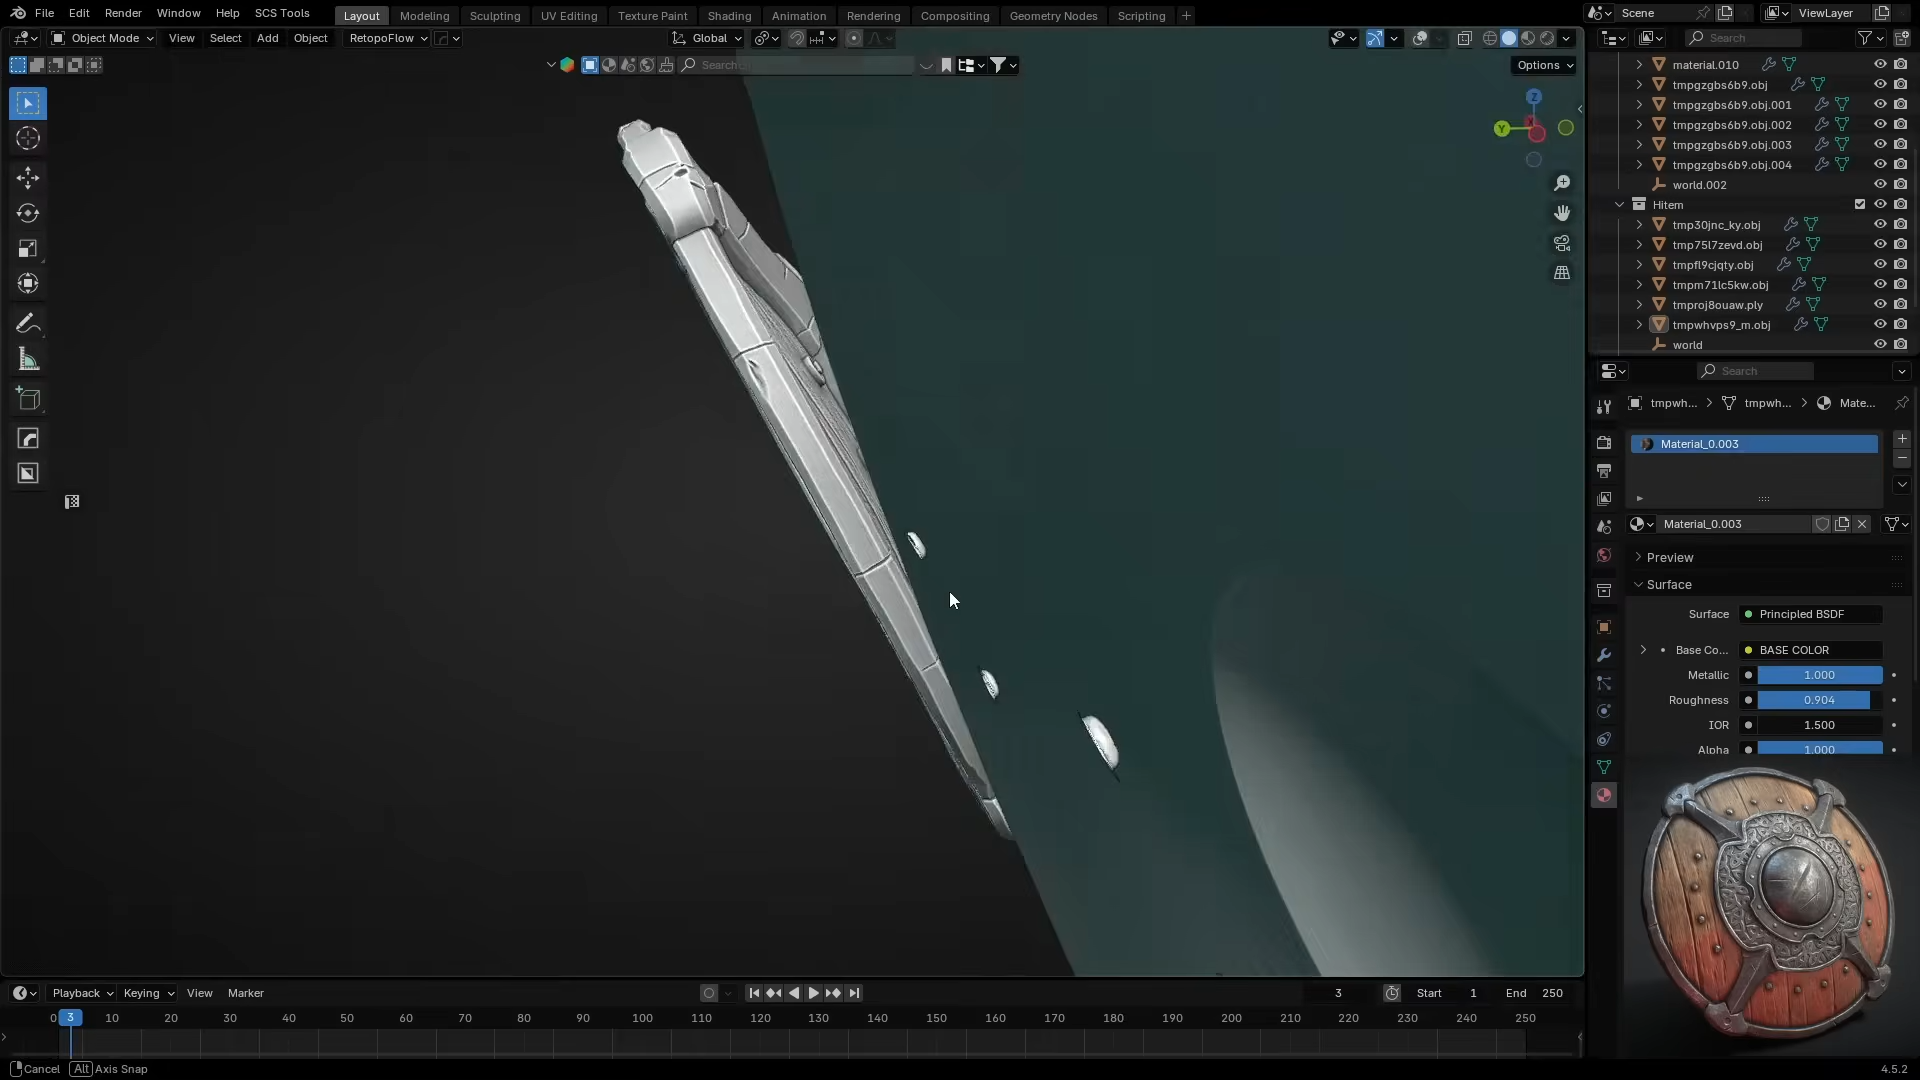 File Edit Render Window Help SCS Tools Layout Modeling Sculpting UV Editing Texture Paint Shading Animation Rendering Compositing Geometry Nodes Scripting + Scene ViewLayer
Object Mode View Select Add Object RetopoFlow Global Search
Search Options
Z
Y
material.010
tmpgzgbs6b9.obj
tmpgzgbs6b9.obj.001
tmpgzgbs6b9.obj.002
tmpgzgbs6b9.obj.003
tmpgzgbs6b9.obj.004
world.002
Hitem
tmp30jnc_ky.obj
tmp75l7zevd.obj
tmpfl9cjqty.obj
tmpm71lc5kw.obj
tmproj8ouaw.ply
tmpwhvps9_m.obj
world
Search
tmpwh... > tmpwh... > Mate...
Material_0.003
Material_0.003
Preview
Surface
Surface Principled BSDF
Base Co... BASE COLOR
Metallic 1.000
Roughness 0.904
IOR 1.500
Alpha 1.000
Playback Keying View Marker 3 Start 1 End 250
0 3 10 20 30 40 50 60 70 80 90 100 110 120 130 140 150 160 170 180 190 200 210 220 230 240 250
Cancel Alt Axis Snap 4.5.2